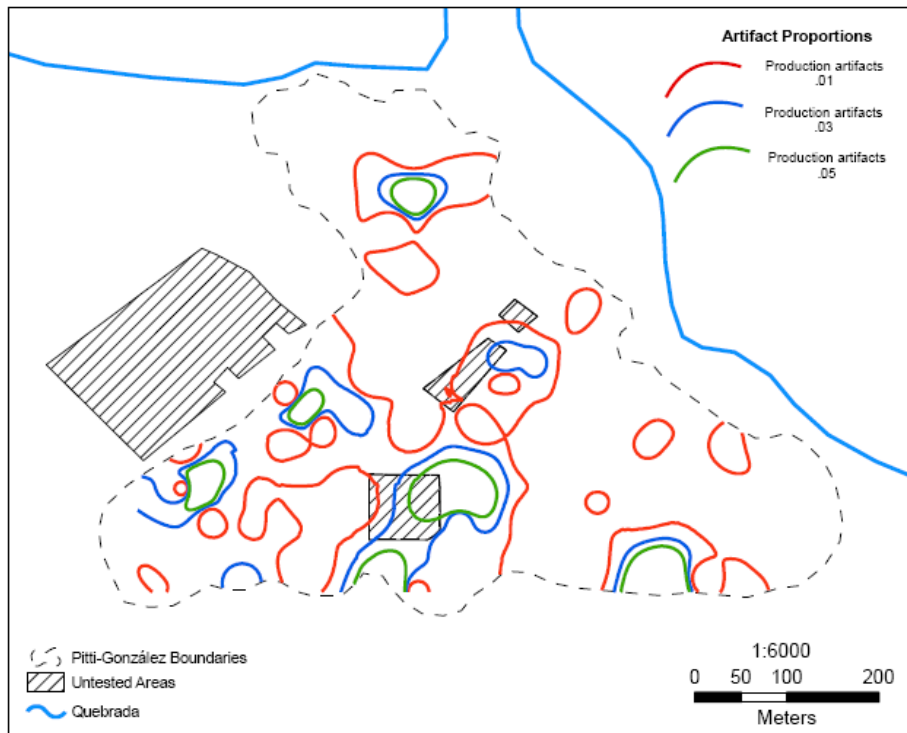 Artifact Proportions
Production artifacts
.01
Production artifacts
.03
Production artifacts
.05
Pitti-González Boundaries
Untested Areas
Quebrada
1:6000
0 50 100 200
Meters